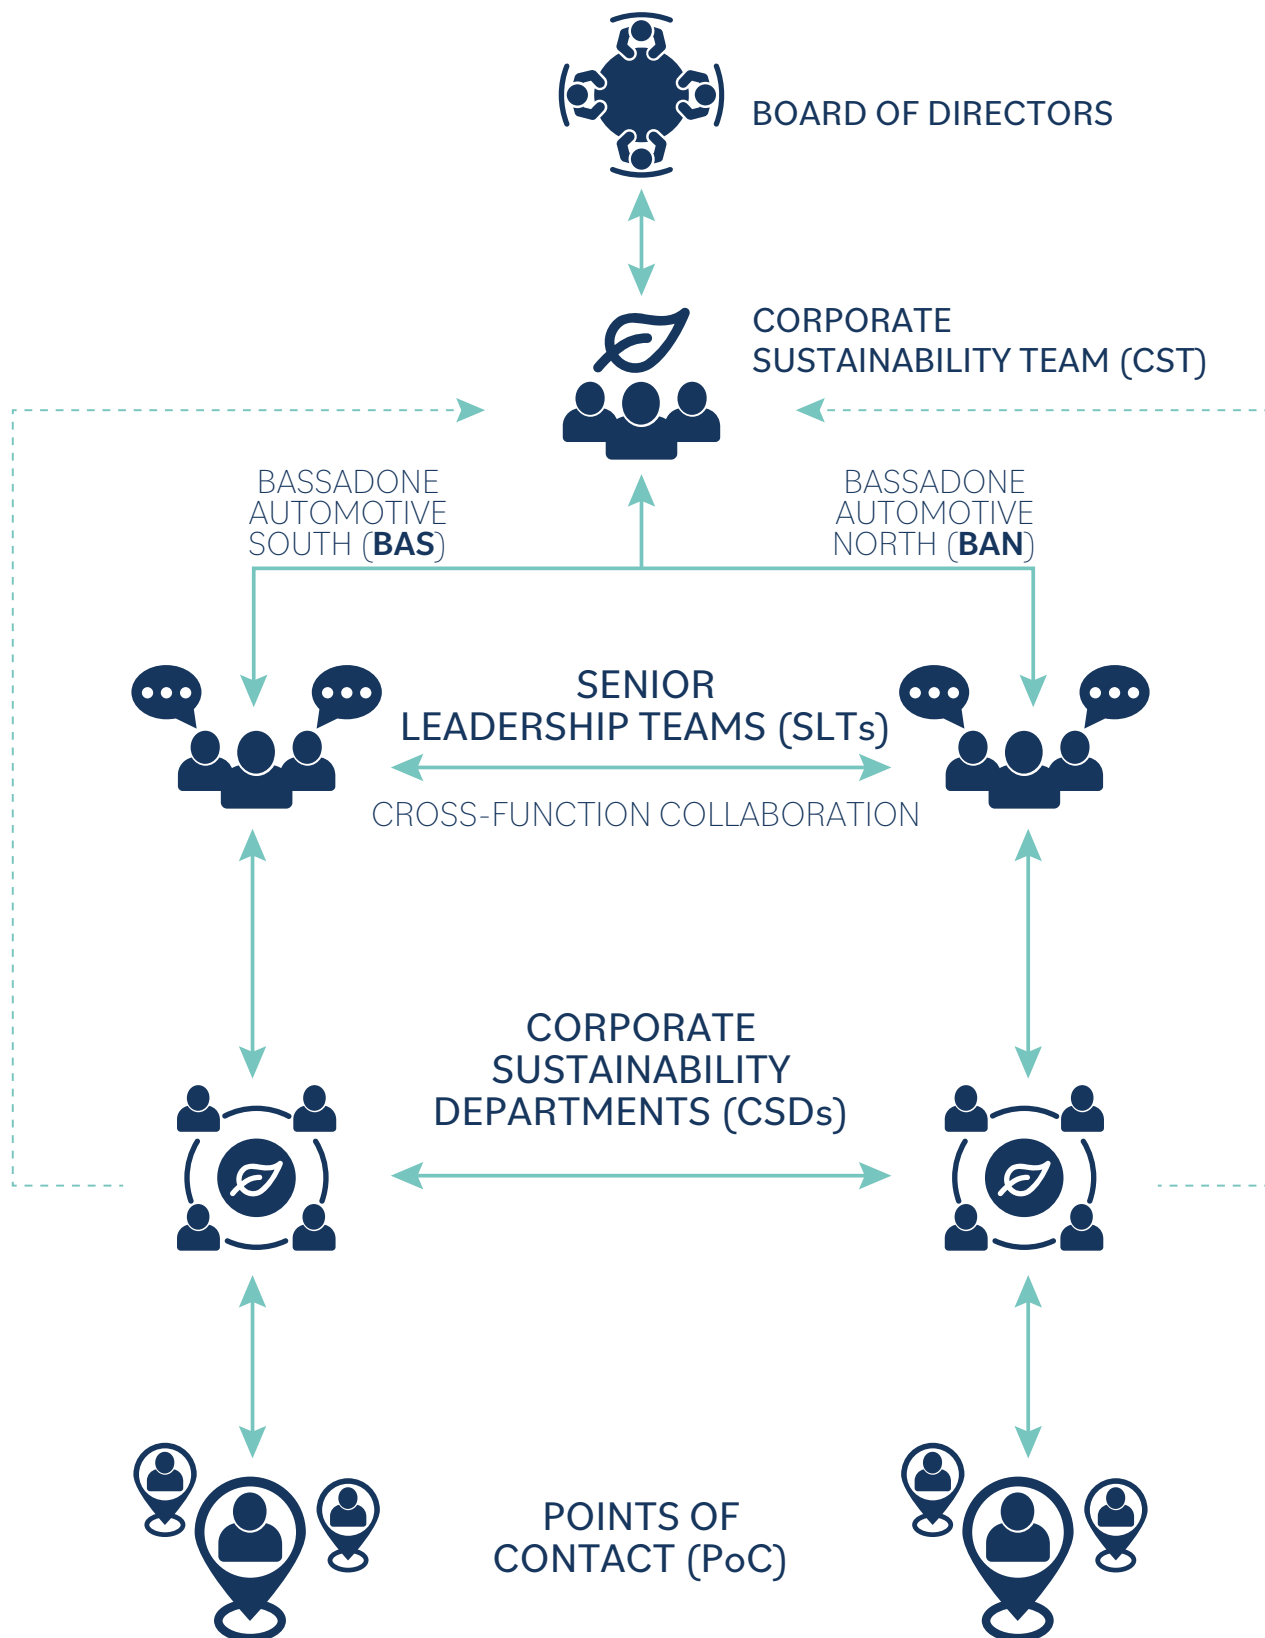 BOARD OF DIRECTORS
CORPORATE
SUSTAINABILITY TEAM (CST)
BASSADONE
AUTOMOTIVE
SOUTH (BAS)
BASSADONE
AUTOMOTIVE
NORTH (BAN)
SENIOR
LEADERSHIP TEAMS (SLTs)
CROSS-FUNCTION COLLABORATION
CORPORATE
SUSTAINABILITY
DEPARTMENTS (CSDs)
POINTS OF
CONTACT (PoC)